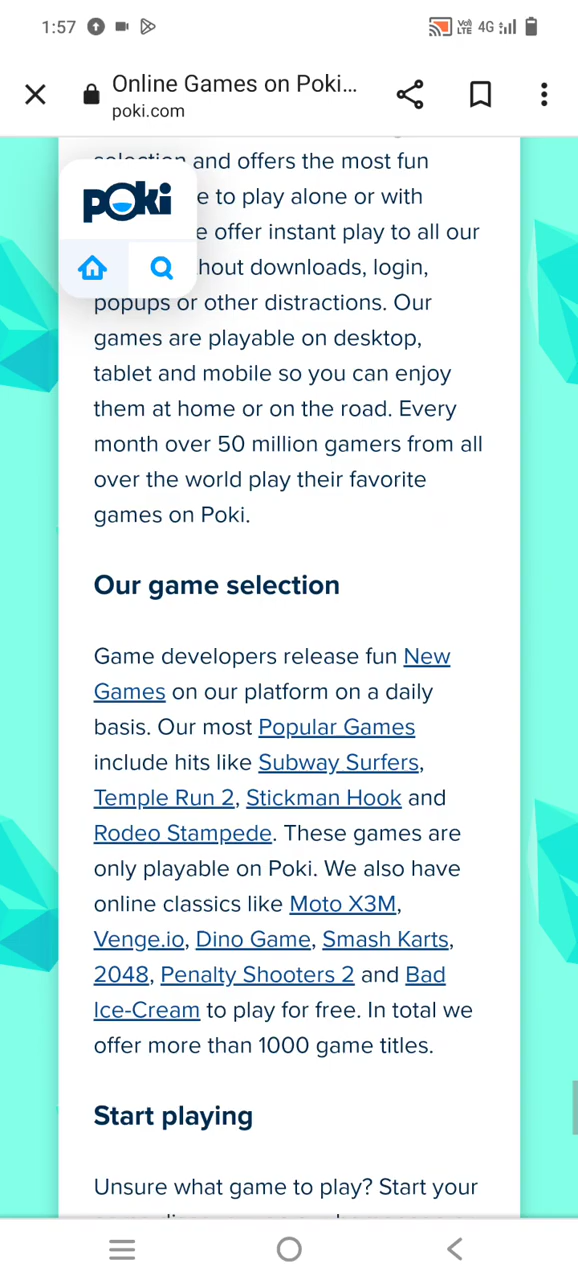 1:57
VoI) LTE 4G
Online Games on Poki...
poki.com
and offers the most fun
poki
e to play alone or with
e offer instant play to all our
hout downloads, login,
popups or other distractions. Our
games are playable on desktop,
tablet and mobile so you can enjoy
them at home or on the road. Every
month over 50 million gamers from all
over the world play their favorite
games on Poki.
Our game selection
Game developers release fun New
Games on our platform on a daily
basis. Our most Popular Games
include hits like Subway Surfers,
Temple Run 2, Stickman Hook and
Rodeo Stampede. These games are
only playable on Poki. We also have
online classics like Moto X3M,
Venge.io, Dino Game, Smash Karts,
2048, Penalty Shooters 2 and Bad
Ice-Cream to play for free. In total we
offer more than 1000 game titles.
Start playing
Unsure what game to play? Start your